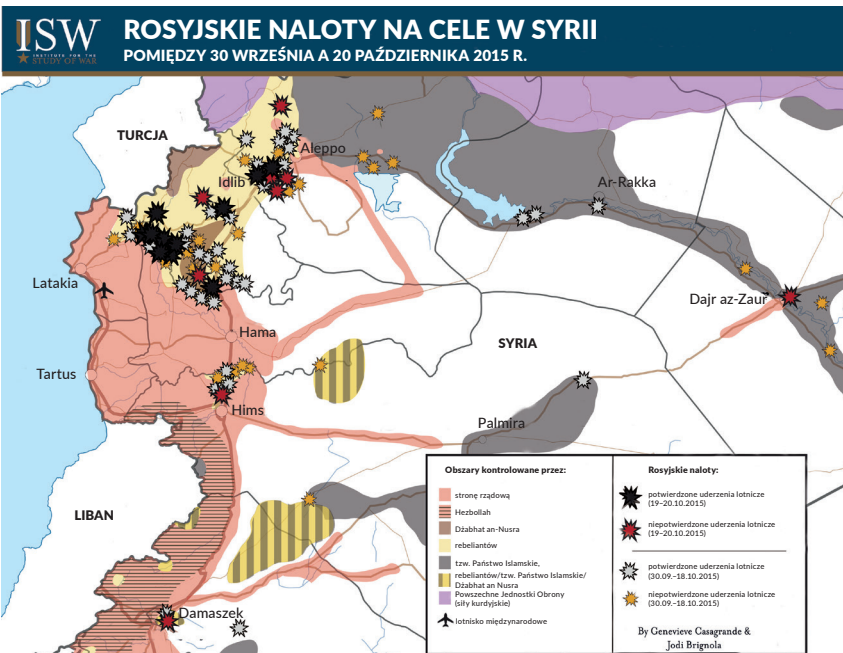 ISW
INSTITUTE FOR THE
STUDY OF WAR
ROSYJSKIE NALOTY NA CELE W SYRII
POMIĘDZY 30 WRZEŚNIA A 20 PAŹDZIERNIKA 2015 R.
TURCJA
Aleppo
Idlib
Ar-Rakka
Latakia
Dajr az-Zaur
Hama
SYRIA
Tartus
Hims
Palmira
LIBAN
Damaszek
Obszary kontrolowane przez:
stronę rządową
Hezbollah
Dżabhat an-Nusra
rebeliantów
tzw. Państwo Islamskie,
rebeliantów/tzw. Państwo Islamskie/
Dżabhat an Nusra
Powszechne Jednostki Obrony
(siły kurdyjskie)
lotnisko międzynarodowe
Rosyjskie naloty:
potwierdzone uderzenia lotnicze
(19–20.10.2015)
niepotwierdzone uderzenia lotnicze
(19–20.10.2015)
potwierdzone uderzenia lotnicze
(30.09.–18.10.2015)
niepotwierdzone uderzenia lotnicze
(30.09.–18.10.2015)
By Genevieve Casagrande &
Jodi Brignola